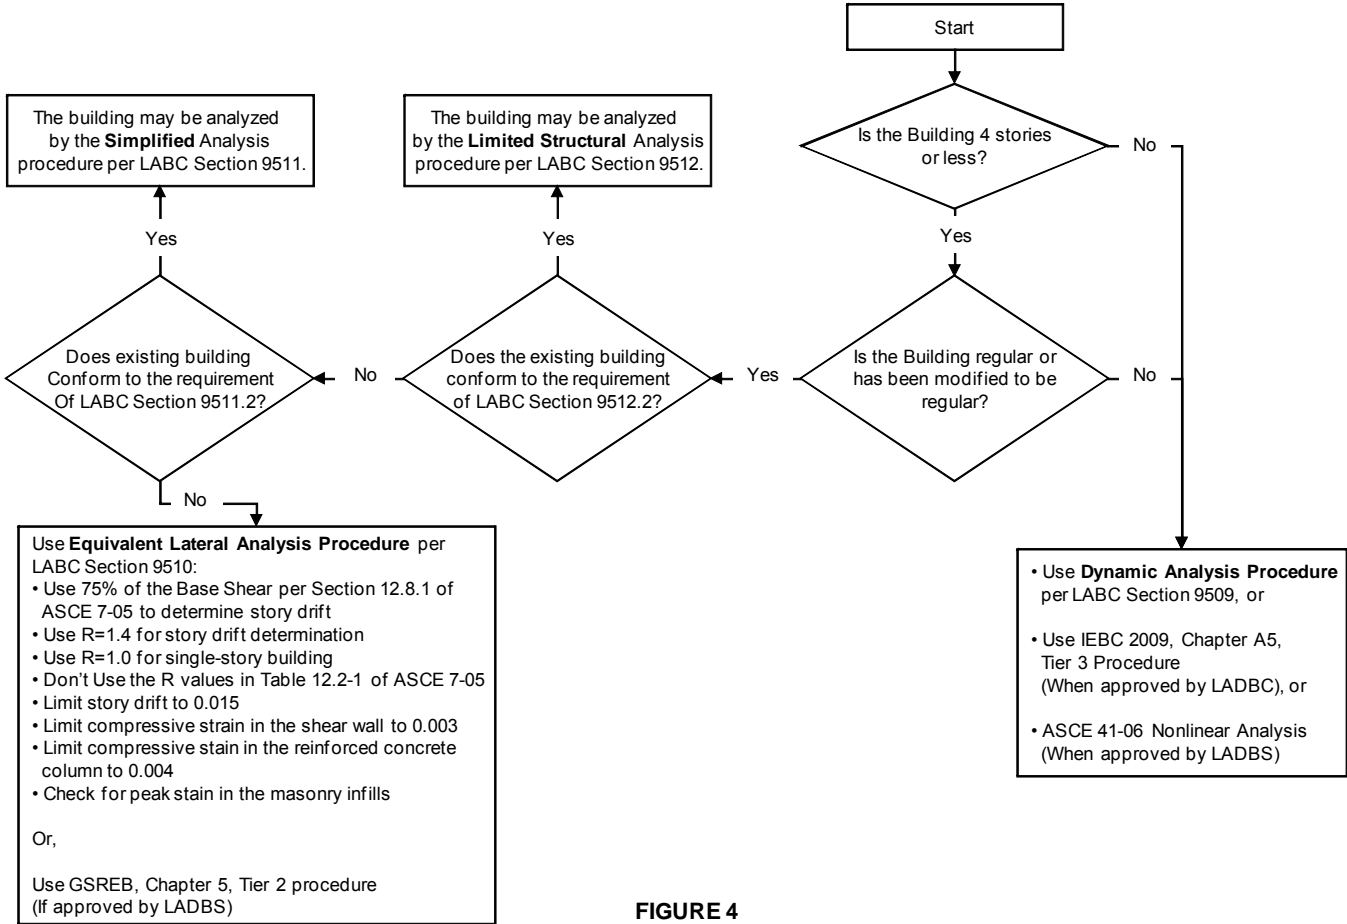 Start
Is the Building 4 stories
or less?
No
Yes
Is the Building regular or
has been modified to be
regular?
No
Yes
The building may be analyzed
by the Limited Structural Analysis
procedure per LABC Section 9512.
Yes
Does the existing building
conform to the requirement
of LABC Section 9512.2?
No
The building may be analyzed
by the Simplified Analysis
procedure per LABC Section 9511.
Yes
Does existing building
Conform to the requirement
Of LABC Section 9511.2?
No
Use Equivalent Lateral Analysis Procedure per
LABC Section 9510:
• Use 75% of the Base Shear per Section 12.8.1 of
ASCE 7-05 to determine story drift
• Use R=1.4 for story drift determination
• Use R=1.0 for single-story building
• Don't Use the R values in Table 12.2-1 of ASCE 7-05
• Limit story drift to 0.015
• Limit compressive strain in the shear wall to 0.003
• Limit compressive stain in the reinforced concrete
column to 0.004
• Check for peak stain in the masonry infills
Or,
Use GSREB, Chapter 5, Tier 2 procedure
(If approved by LADBS)
• Use Dynamic Analysis Procedure
per LABC Section 9509, or
• Use IEBC 2009, Chapter A5,
Tier 3 Procedure
(When approved by LADBC), or
• ASCE 41-06 Nonlinear Analysis
(When approved by LADBS)
FIGURE 4